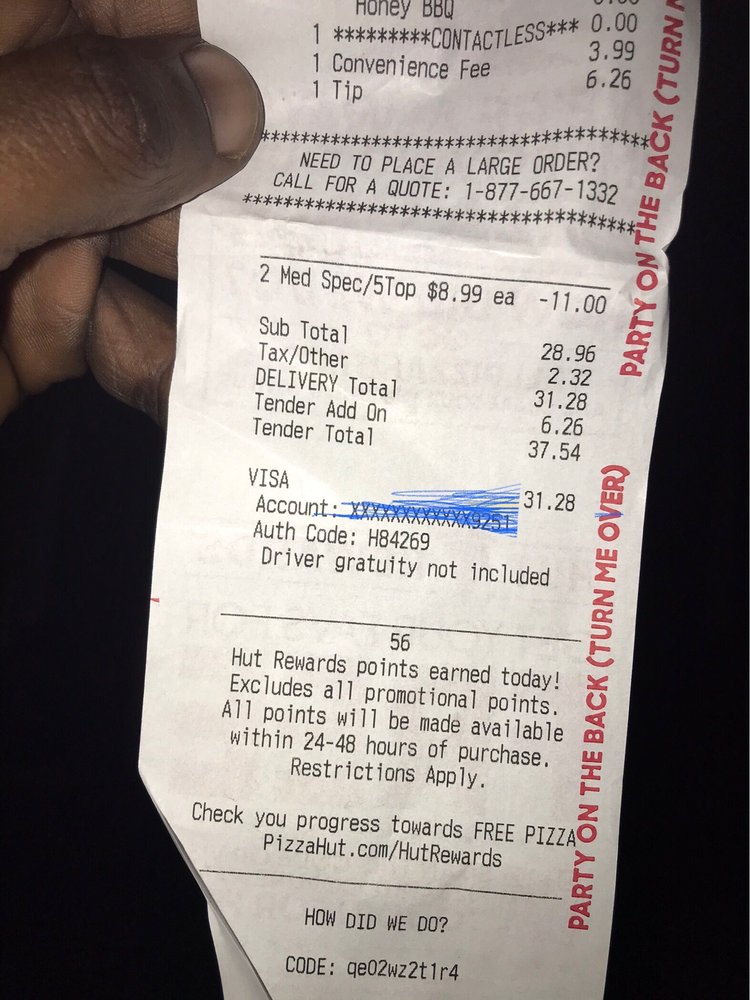 Honey BBQ
1 *********CONTACTLESS*** 0.00
1 Convenience Fee 3.99
1 Tip 6.26
****************************************
NEED TO PLACE A LARGE ORDER?
CALL FOR A QUOTE: 1-877-667-1332
****************************************
2 Med Spec/5Top $8.99 ea -11.00
Sub Total 28.96
Tax/Other 2.32
DELIVERY Total 31.28
Tender Add On 6.26
Tender Total 37.54
VISA 31.28
Account: XXXXXXXXXXXX9251
Auth Code: H84269
Driver gratuity not included
56
Hut Rewards points earned today!
Excludes all promotional points.
All points will be made available
within 24-48 hours of purchase.
Restrictions Apply.
Check you progress towards FREE PIZZA
PizzaHut.com/HutRewards
HOW DID WE DO?
CODE: qe02wz2t1r4
PARTY ON THE BACK (TURN
PARTY ON THE BACK (TURN ME OVER)